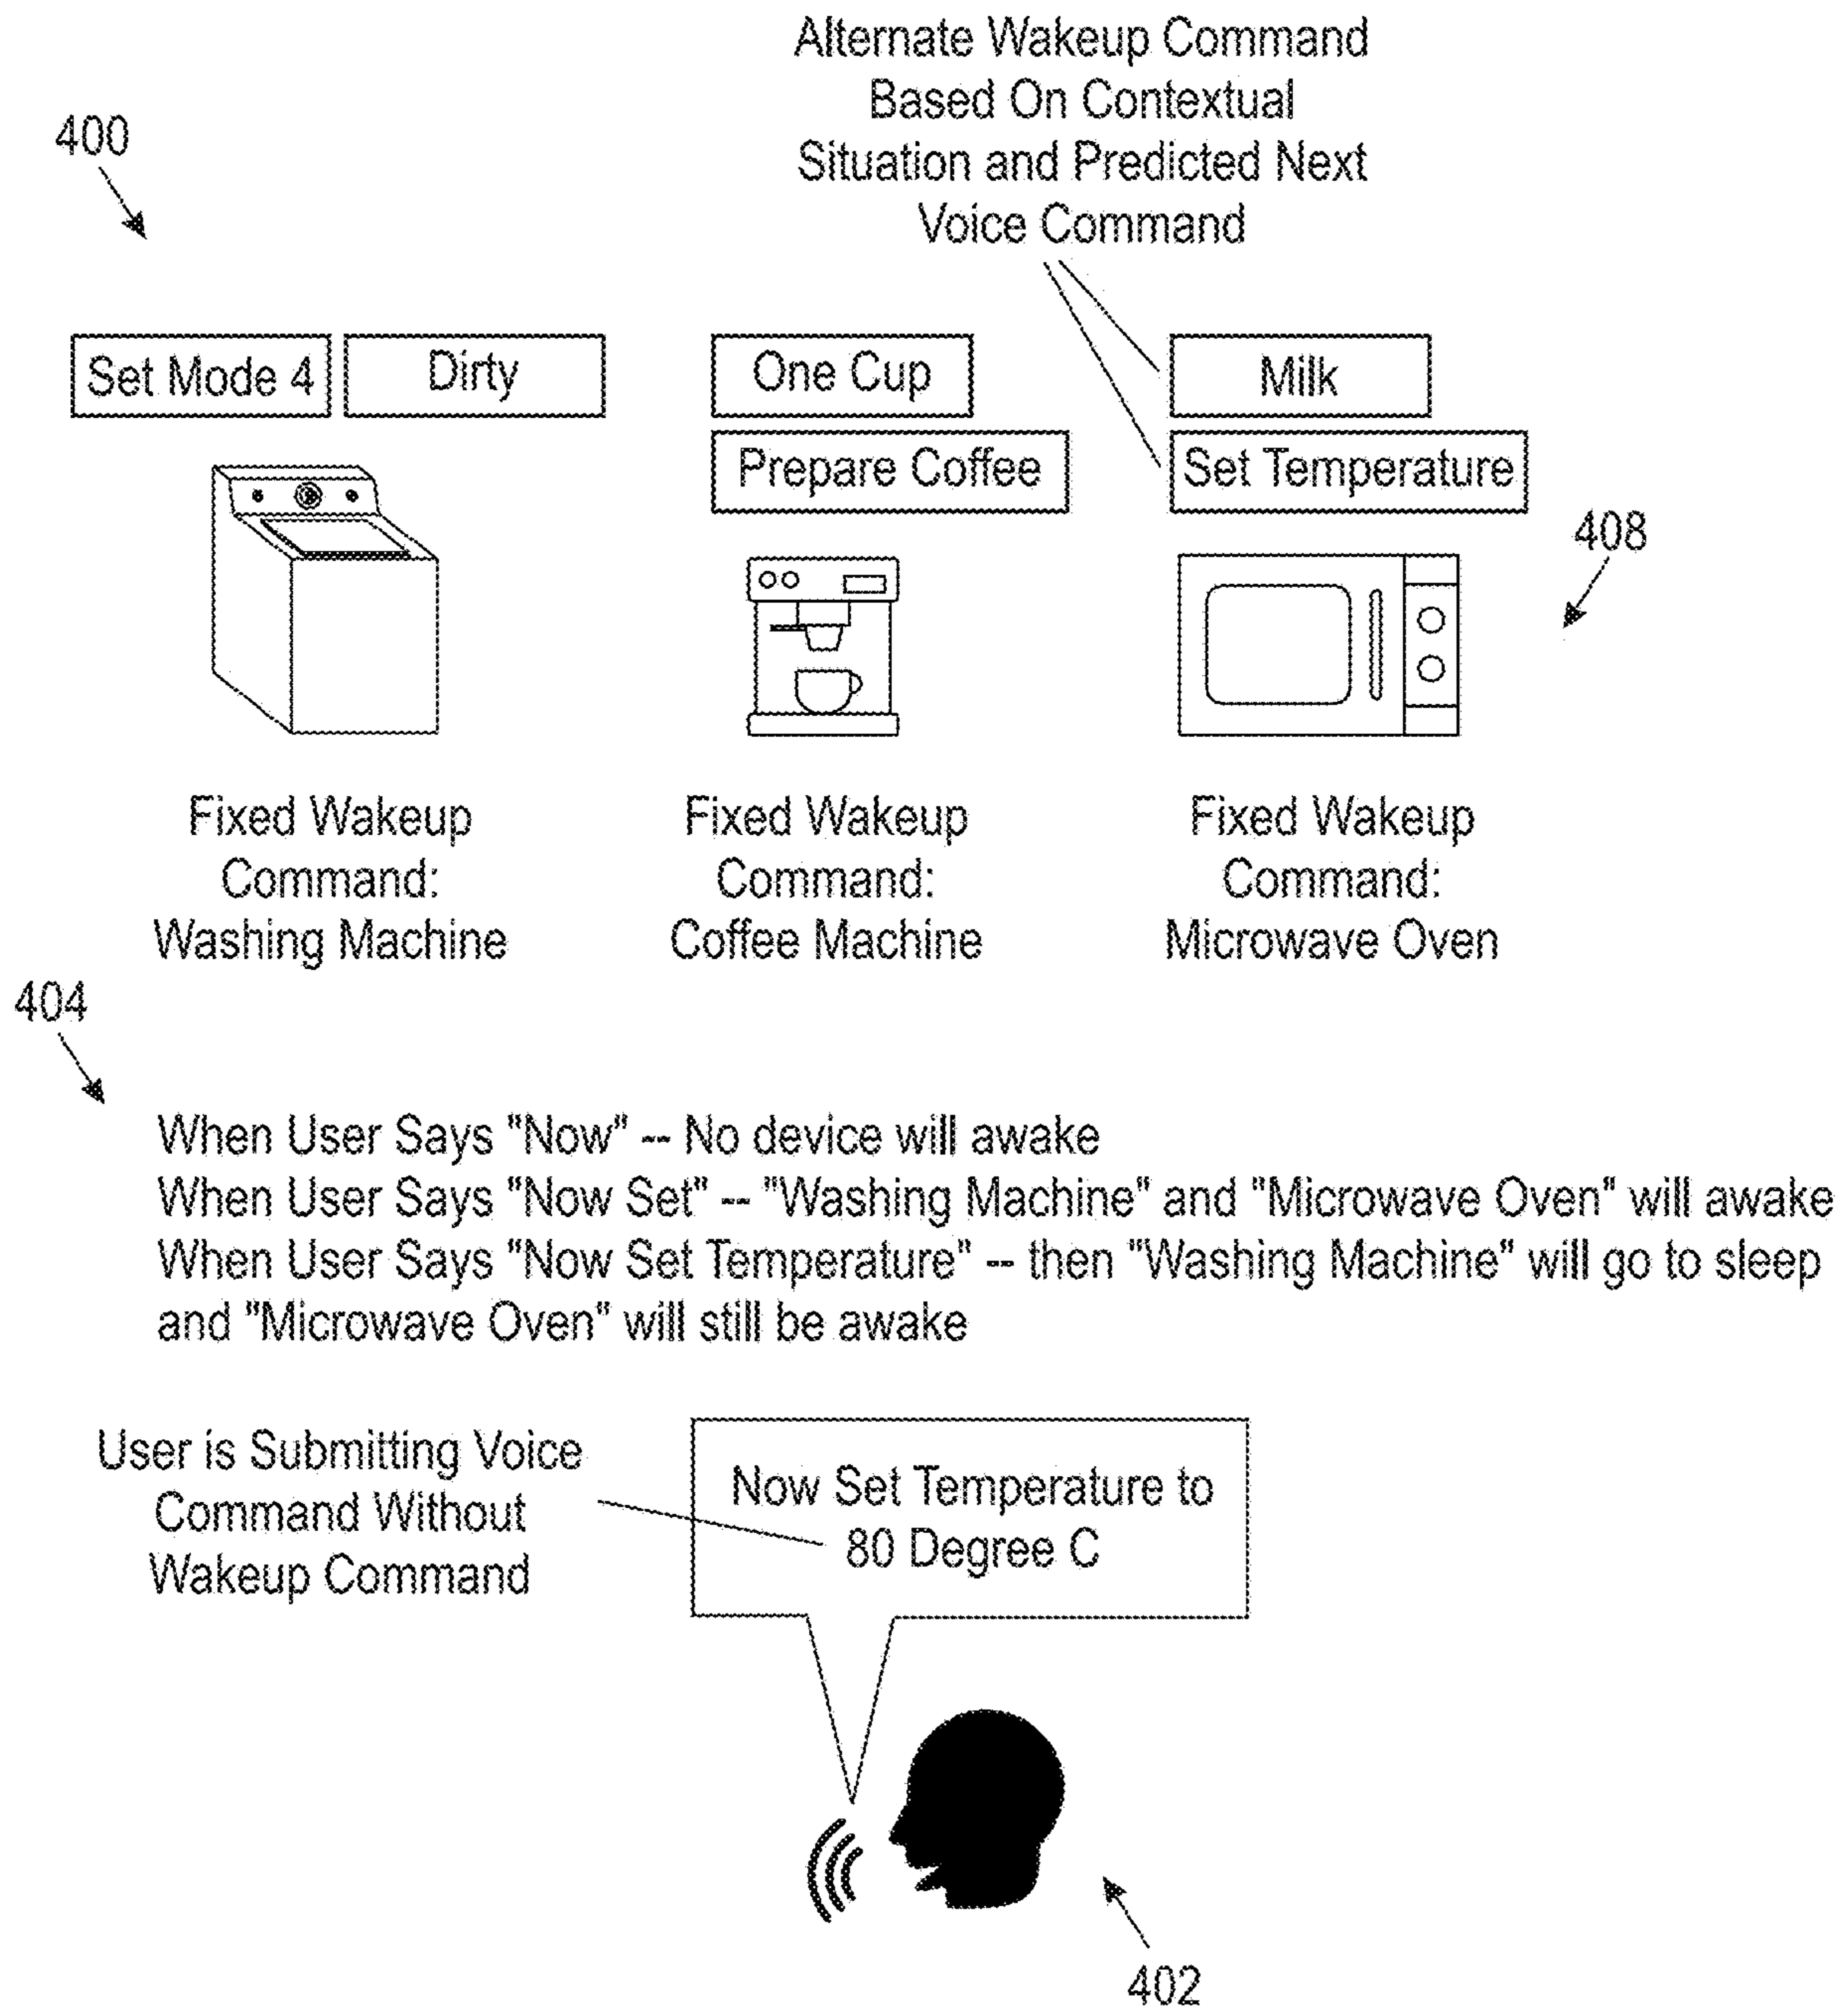 Alternate Wakeup Command
Based On Contextual
Situation and Predicted Next
Voice Command
400
Set Mode 4
Dirty
One Cup
Prepare Coffee
Milk
Set Temperature
408
Fixed Wakeup
Command:
Washing Machine
Fixed Wakeup
Command:
Coffee Machine
Fixed Wakeup
Command:
Microwave Oven
404
When User Says "Now" -- No device will awake
When User Says "Now Set" -- "Washing Machine" and "Microwave Oven" will awake
When User Says "Now Set Temperature" -- then "Washing Machine" will go to sleep
and "Microwave Oven" will still be awake
User is Submitting Voice
Command Without
Wakeup Command
Now Set Temperature to
80 Degree C
402